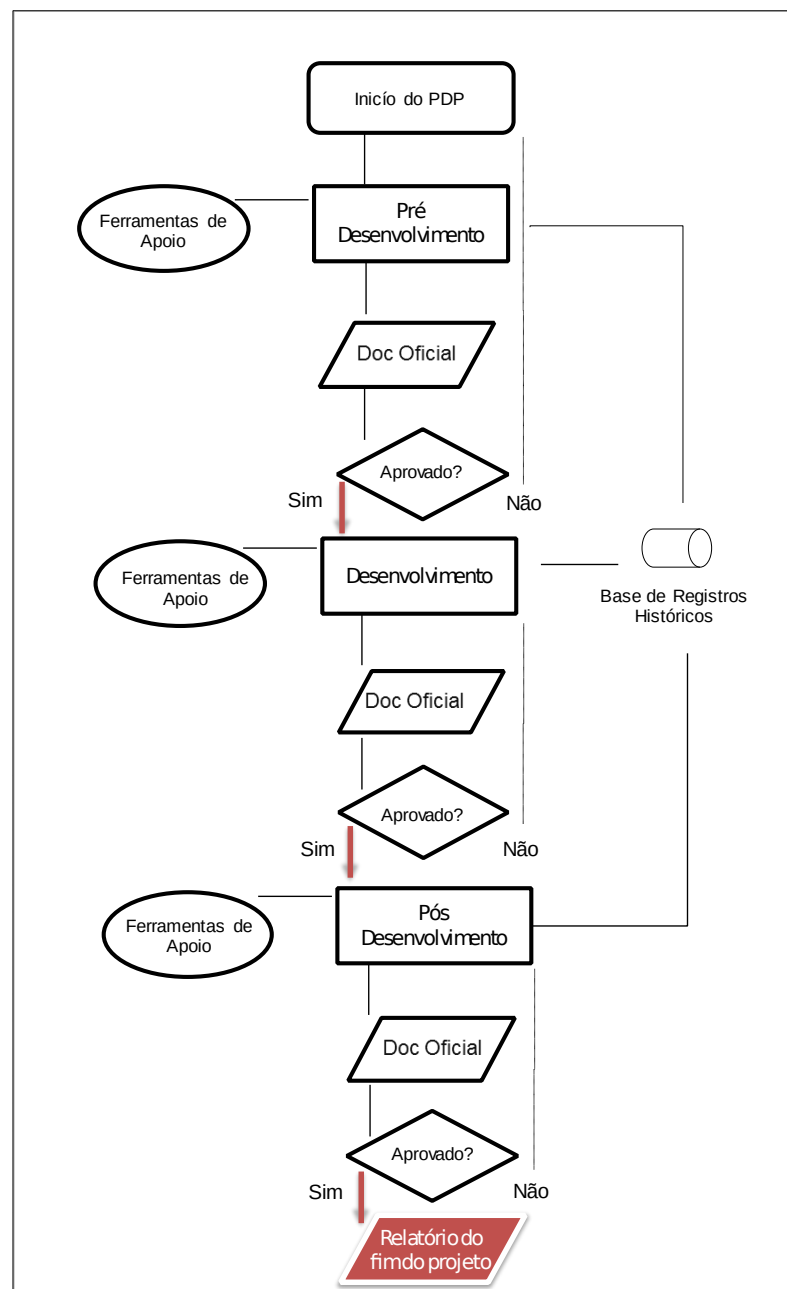 Inicío do PDP
Ferramentas de
Apoio
Pré
Desenvolvimento
Doc Oficial
Aprovado?
Sim
Não
Ferramentas de
Apoio
Desenvolvimento
Base de Registros
Históricos
Doc Oficial
Aprovado?
Sim
Não
Ferramentas de
Apoio
Pós
Desenvolvimento
Doc Oficial
Aprovado?
Sim
Não
Relatório do
fimdo projeto